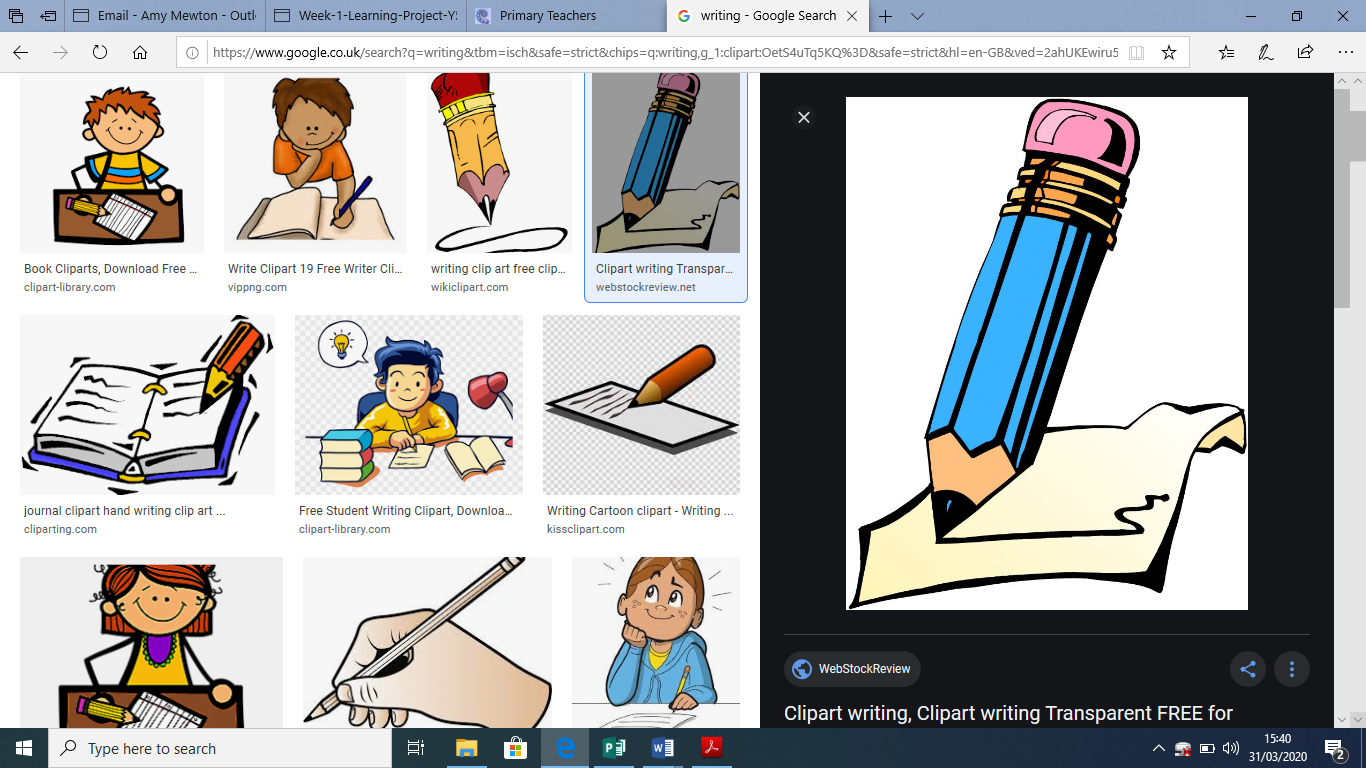 Email - Amy Mewton - Outl
Week-1-Learning-Project-Y5
Primary Teachers
writing - Google Search
https://www.google.co.uk/search?q=writing&tbm=isch&safe=strict&chips=q:writing,g_1:clipart:OetS4uTq5KQ%3D&safe=strict&hl=en-GB&ved=2ahUKEwiru5
Book Cliparts, Download Free ...
clipart-library.com
Write Clipart 19 Free Writer Cli...
vippng.com
writing clip art free clip...
wikiclipart.com
Clipart writing Transpar...
webstockreview.net
journal clipart hand writing clip art ...
cliparting.com
Free Student Writing Clipart, Downloa...
clipart-library.com
Writing Cartoon clipart - Writing ...
kissclipart.com
WebStockReview
Clipart writing, Clipart writing Transparent FREE for
Type here to search
15:40
31/03/2020
2